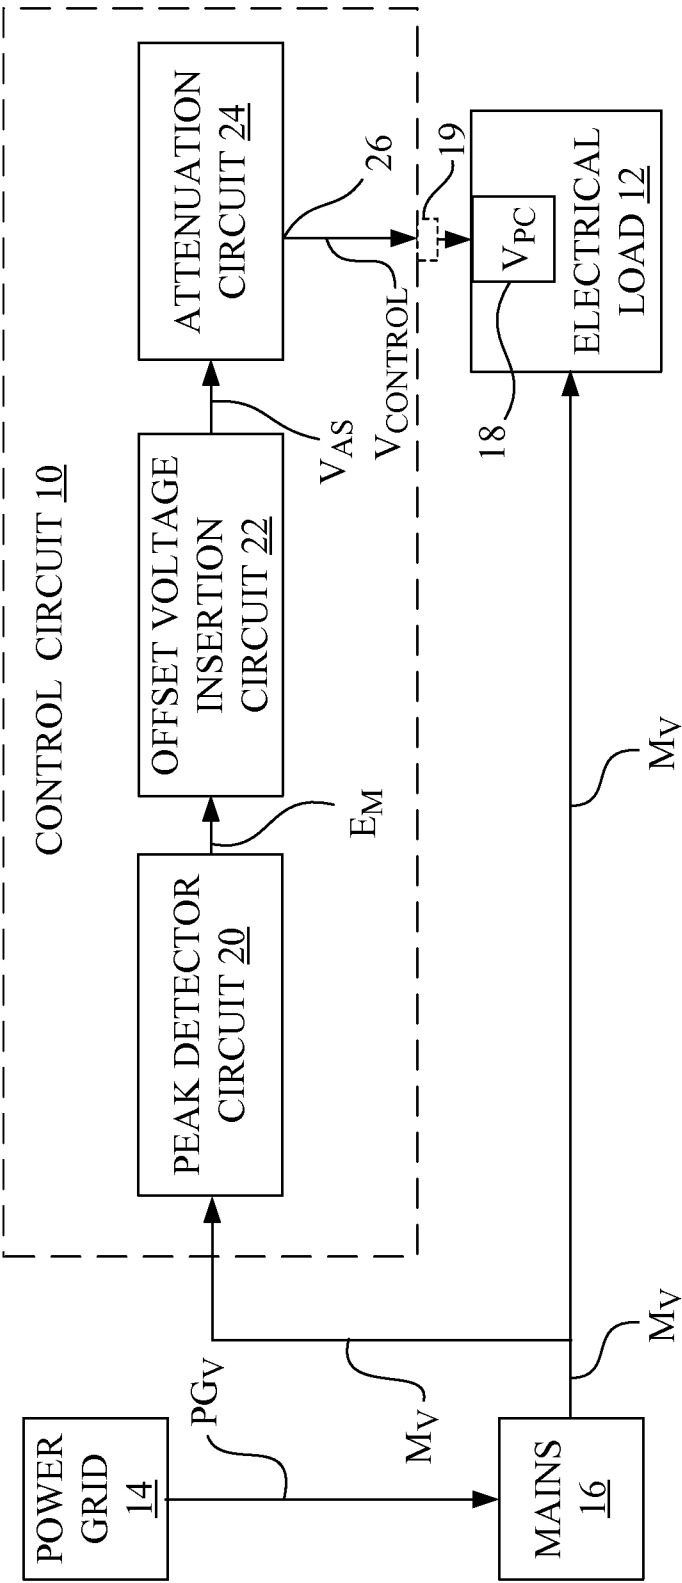 CONTROL CIRCUIT 10
POWER
GRID
14
PGV
MV
PEAK DETECTOR
CIRCUIT 20
EM
OFFSET VOLTAGE
INSERTION
CIRCUIT 22
VAS
ATTENUATION
CIRCUIT 24
26
VCONTROL
19
MAINS
16
MV
MV
18
VPC
ELECTRICAL
LOAD 12